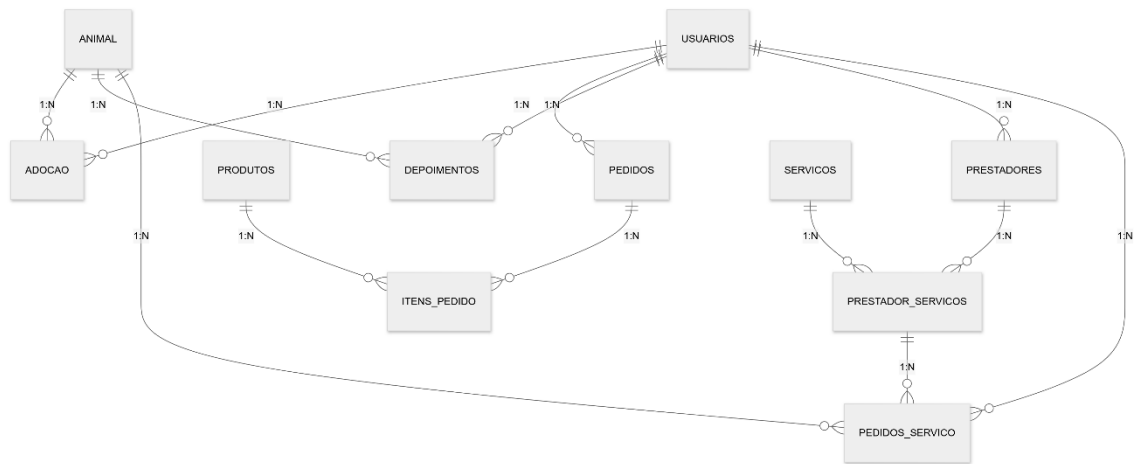 ANIMAL
USUARIOS
1:N
1:N
1:N
1:N
1:N
1:N
ADOCAO
PRODUTOS
DEPOIMENTOS
PEDIDOS
SERVICOS
PRESTADORES
1:N
1:N
1:N
1:N
1:N
1:N
ITENS_PEDIDO
PRESTADOR_SERVICOS
1:N
PEDIDOS_SERVICO